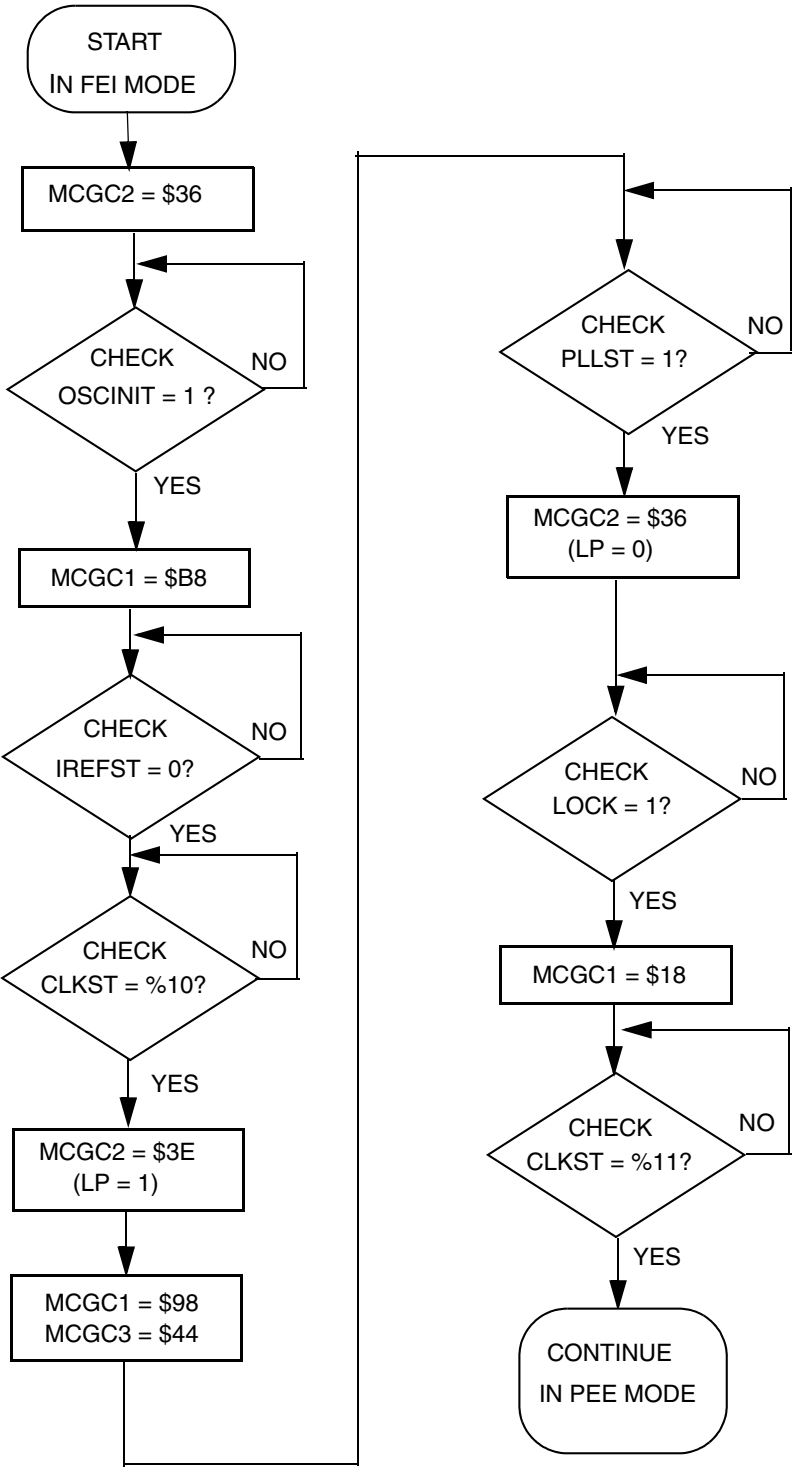 START
IN FEI MODE
MCGC2 = $36
CHECK
OSCINIT = 1 ?
NO
YES
MCGC1 = $B8
CHECK
IREFST = 0?
NO
YES
CHECK
CLKST = %10?
NO
YES
MCGC2 = $3E
(LP = 1)
MCGC1 = $98
MCGC3 = $44
CHECK
PLLST = 1?
NO
YES
MCGC2 = $36
(LP = 0)
CHECK
LOCK = 1?
NO
YES
MCGC1 = $18
CHECK
CLKST = %11?
NO
YES
CONTINUE
IN PEE MODE